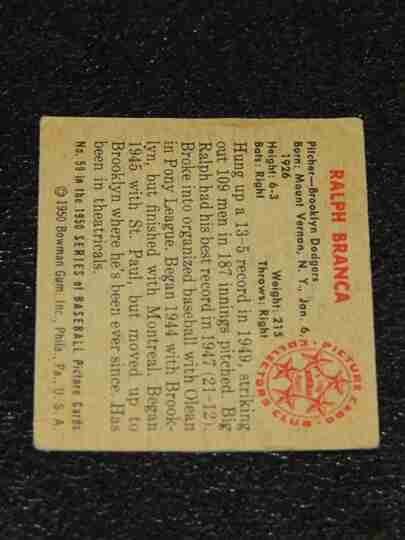 RALPH BRANCA
Pitcher—Brooklyn Dodgers
Born: Mount Vernon, N. Y., Jan. 6,
1926
Height: 6-3 Weight: 215
Bats: Right Throws: Right
Hung up a 13-5 record in 1949, striking
out 109 men in 187 innings pitched. Big
Ralph had his best record in 1947 (21-12).
Broke into organized baseball with Olean
in Pony League. Began 1944 with Brook-
lyn, but finished with Montreal. Began
1945 with St. Paul, but moved up to
Brooklyn where he's been ever since. Has
been in theatricals.
No. 59 in the 1950 SERIES of BASEBALL Picture Cards
©1950 Bowman Gum, Inc., Phila., Pa., U. S. A.
PICTURE CARD
COLLECTORS CLUB